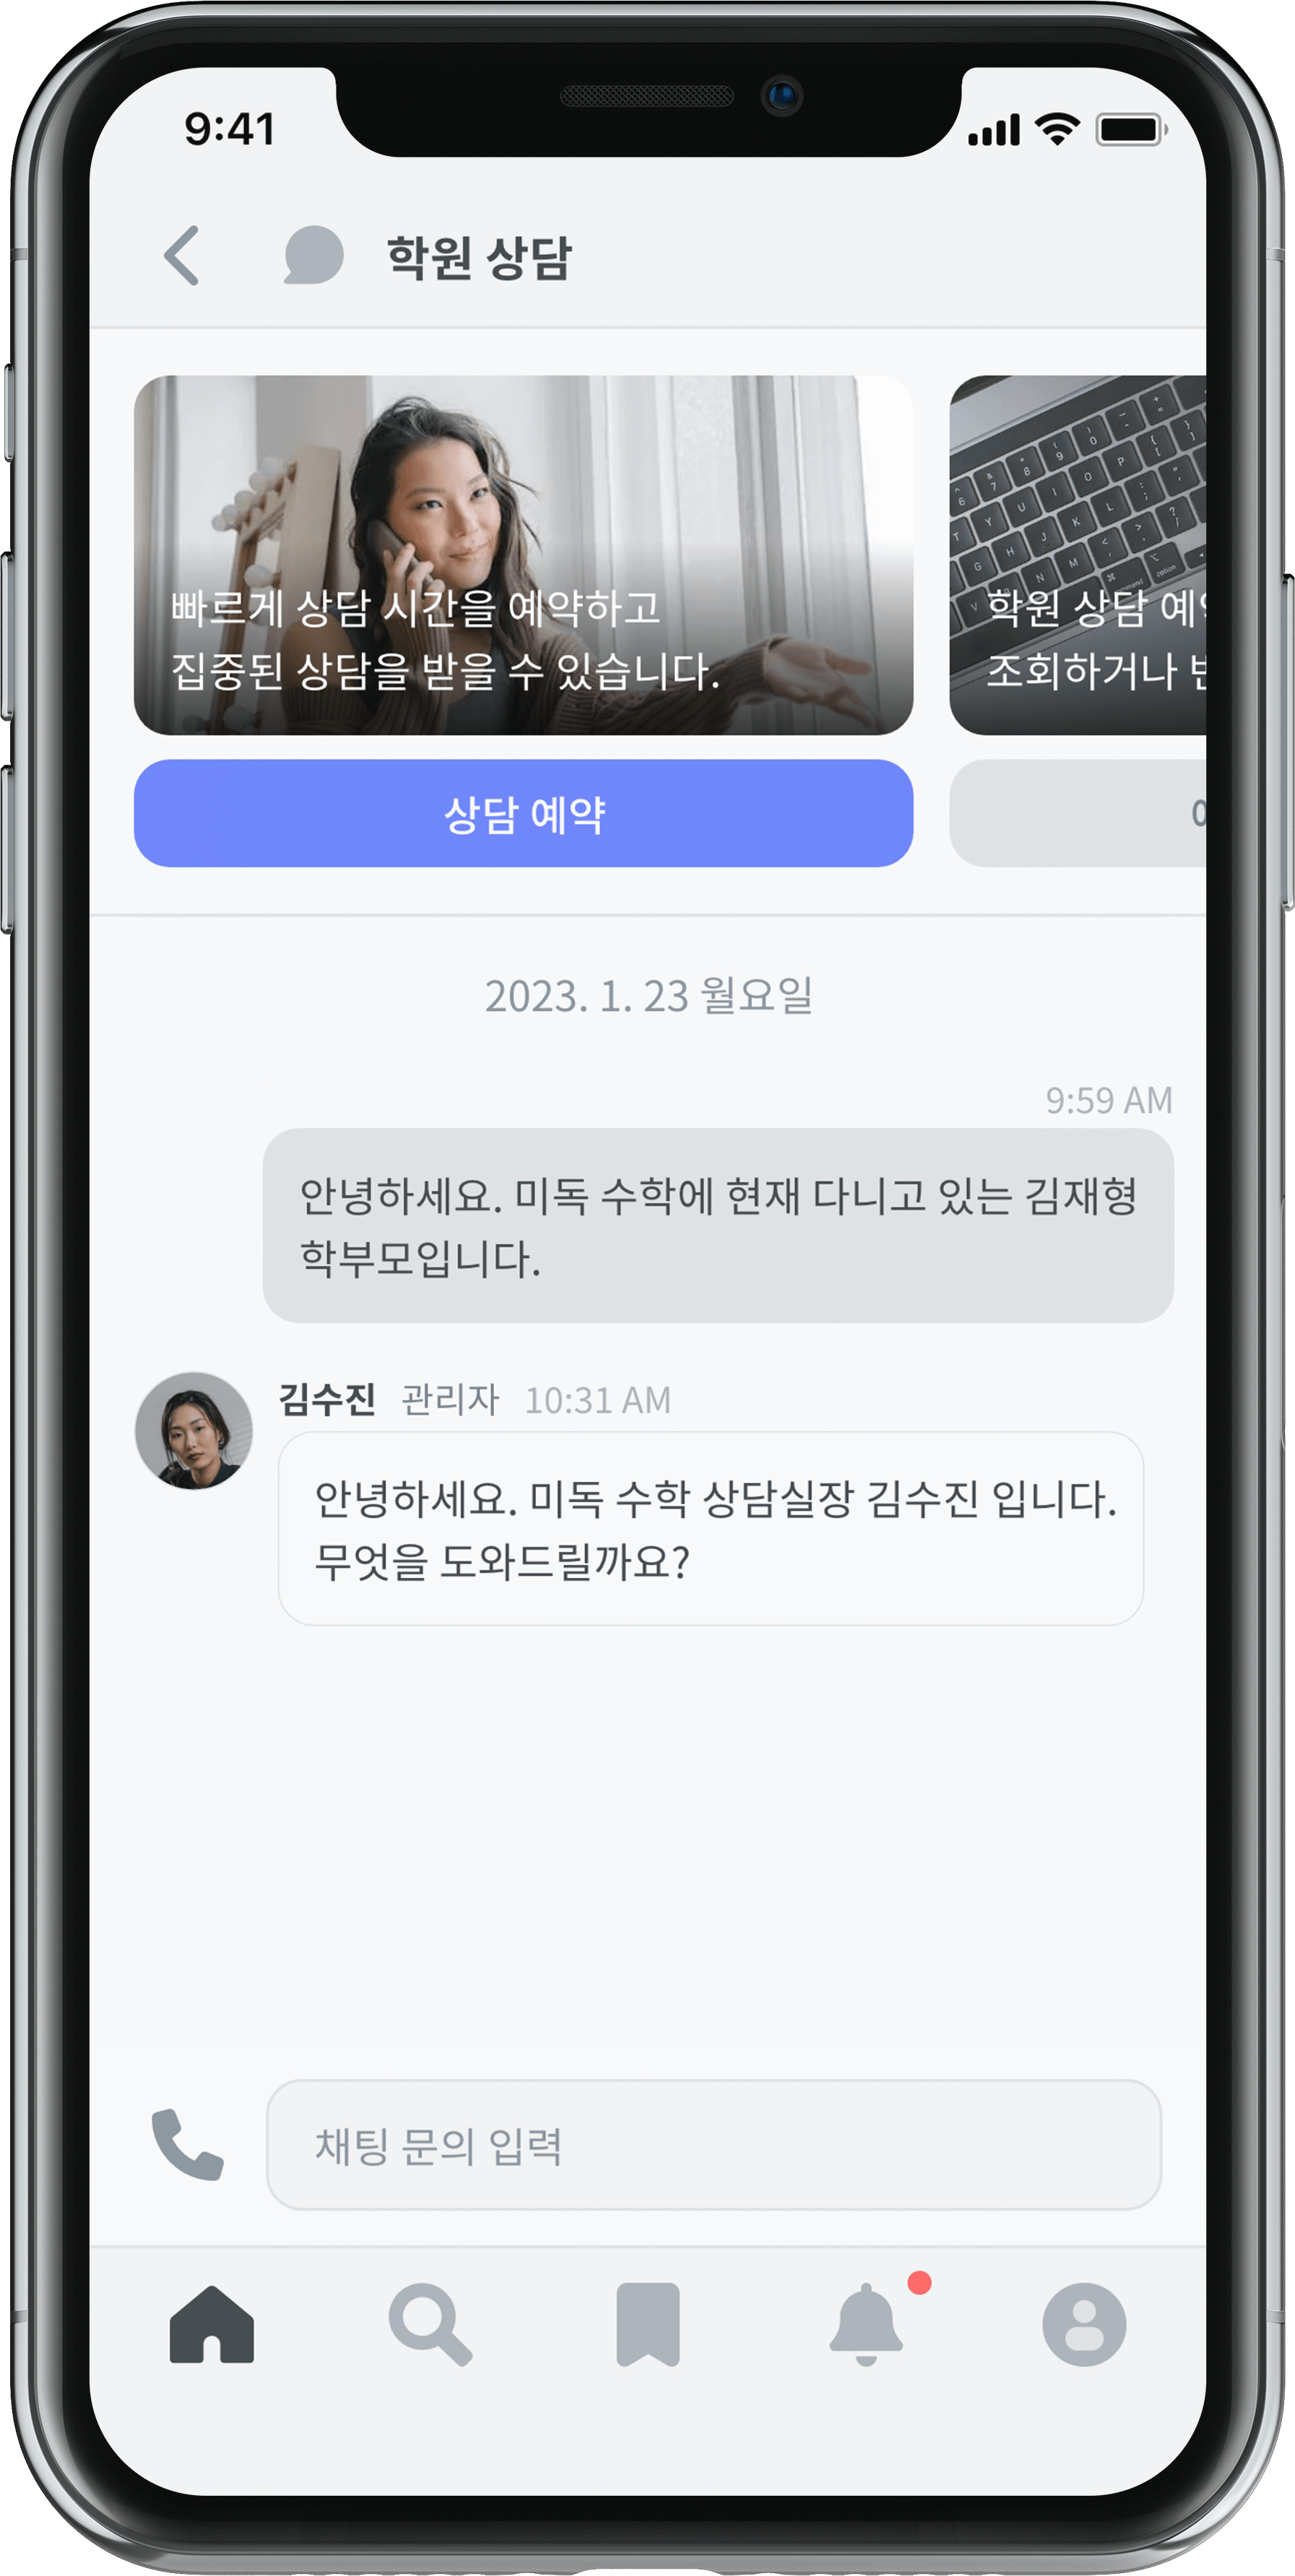 9:41
학원 상담
빠르게 상담 시간을 예약하고
집중된 상담을 받을 수 있습니다.
학원 상담
조회하거나
상담 예약
2023. 1. 23 월요일
9:59 AM
안녕하세요. 미독 수학에 현재 다니고 있는 김재형
학부모입니다.
김수진 관리자 10:31 AM
안녕하세요. 미독 수학 상담실장 김수진 입니다.
무엇을 도와드릴까요?
채팅 문의 입력